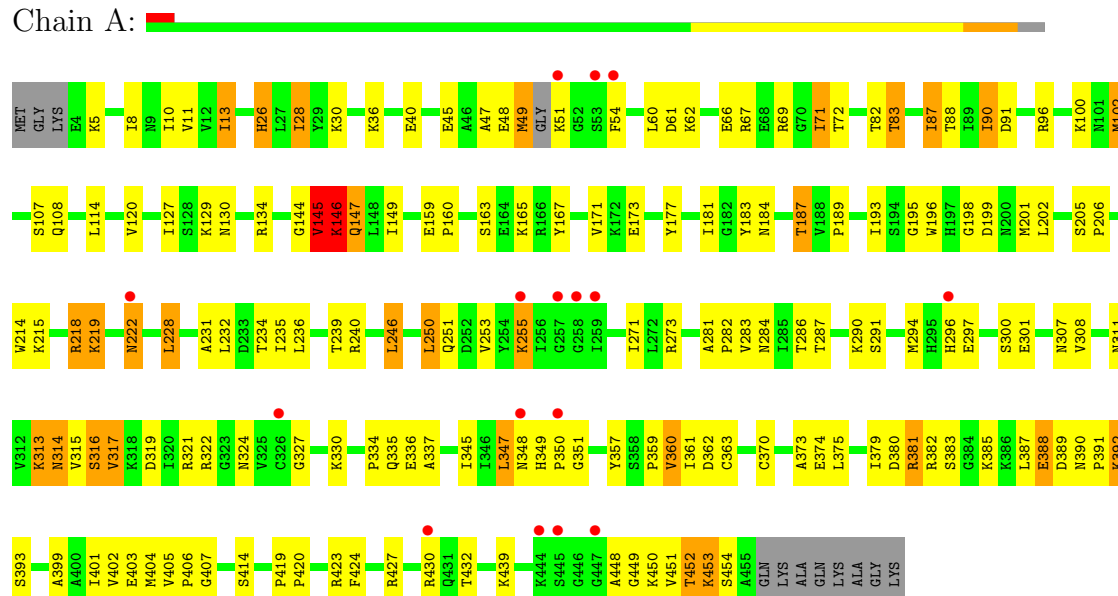 Chain A:
MET GLY LYS E4 K5 I8 N9 I10 V11 V12 I13 H26 L27 I28 Y29 K30 K36 E40 E45 A46 A47 E48 M49 GLY K51 G52 S53 F54 L60 D61 K62 E66 R67 E68 R69 G70 I71 T72 T82 T83 I87 T88 I89 I90 D91 R96 K100 N101 M102
S107 Q108 L114 V120 I127 S128 K129 N130 R134 G144 V145 K146 Q147 L148 I149 E159 P160 S163 E164 K165 R166 Y167 V171 K172 E173 Y177 I181 G182 Y183 N184 T187 V188 P189 I193 S194 G195 W196 H197 G198 D199 N200 M201 L202 S205 P206
W214 K215 R218 K219 N222 L228 A231 L232 D233 T234 I235 L236 T239 R240 L246 L250 Q251 D252 V253 Y254 K255 I256 G257 G258 I259 I271 L272 R273 A281 P282 V283 N284 I285 T286 T287 K290 S291 M294 H295 H296 E297 S300 E301 N307 V308 N311
V312 K313 N314 V315 S316 V317 K318 D319 I320 R321 R322 G323 N324 V325 C326 G327 K330 P334 Q335 E336 A337 I345 I346 L347 N348 H349 P350 G351 Y357 S358 P359 V360 I361 D362 C363 C370 A373 E374 L375 I379 D380 R381 R382 S383 G384 K385 K386 L387 E388 D389 N390 P391 K392
S393 A399 A400 I401 V402 E403 M404 V405 P406 G407 S414 P419 P420 R423 F424 R427 R430 Q431 T432 K439 K444 S445 G446 G447 A448 G449 K450 V451 T452 K453 S454 A455 GLN LYS ALA GLN LYS ALA GLY LYS